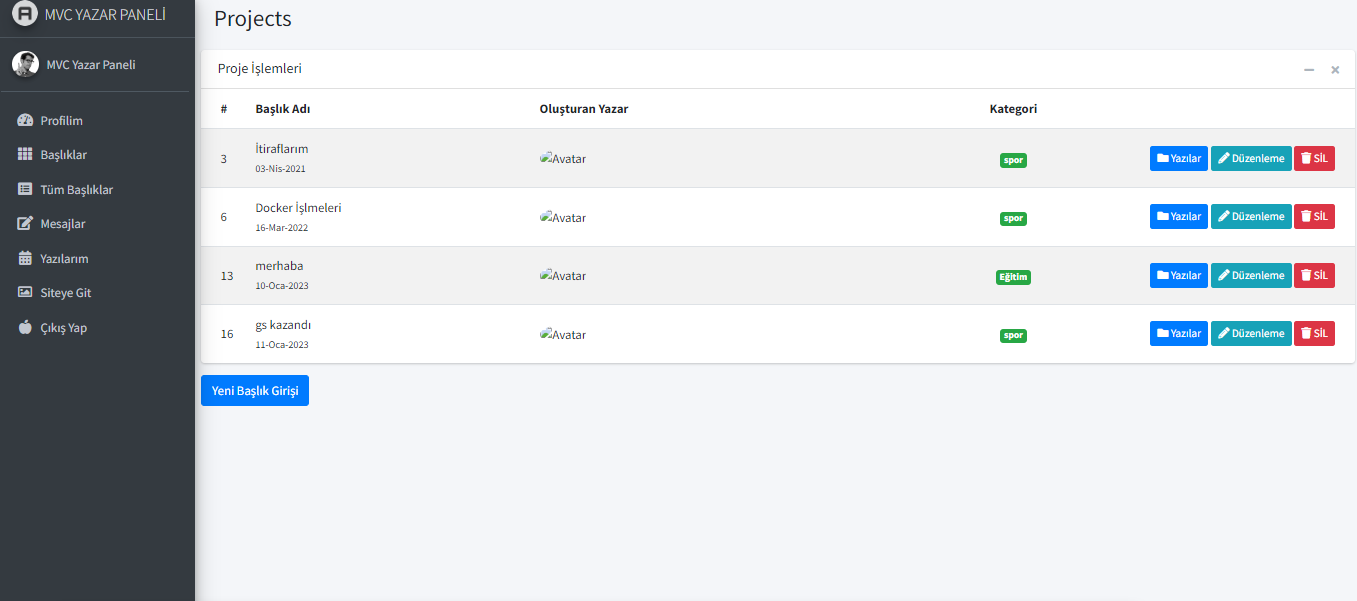 MVC YAZAR PANELİ
MVC Yazar Paneli
Profilim
Başlıklar
Tüm Başlıklar
Mesajlar
Yazılarım
Siteye Git
Çıkış Yap
Projects
Proje İşlemleri
# Başlık Adı Oluşturan Yazar Kategori
3 İtiraflarım 03-Nis-2021 Avatar spor Yazılar Düzenleme SİL
6 Docker İşlmeleri 16-Mar-2022 Avatar spor Yazılar Düzenleme SİL
13 merhaba 10-Oca-2023 Avatar Eğitim Yazılar Düzenleme SİL
16 gs kazandı 11-Oca-2023 Avatar spor Yazılar Düzenleme SİL
Yeni Başlık Girişi